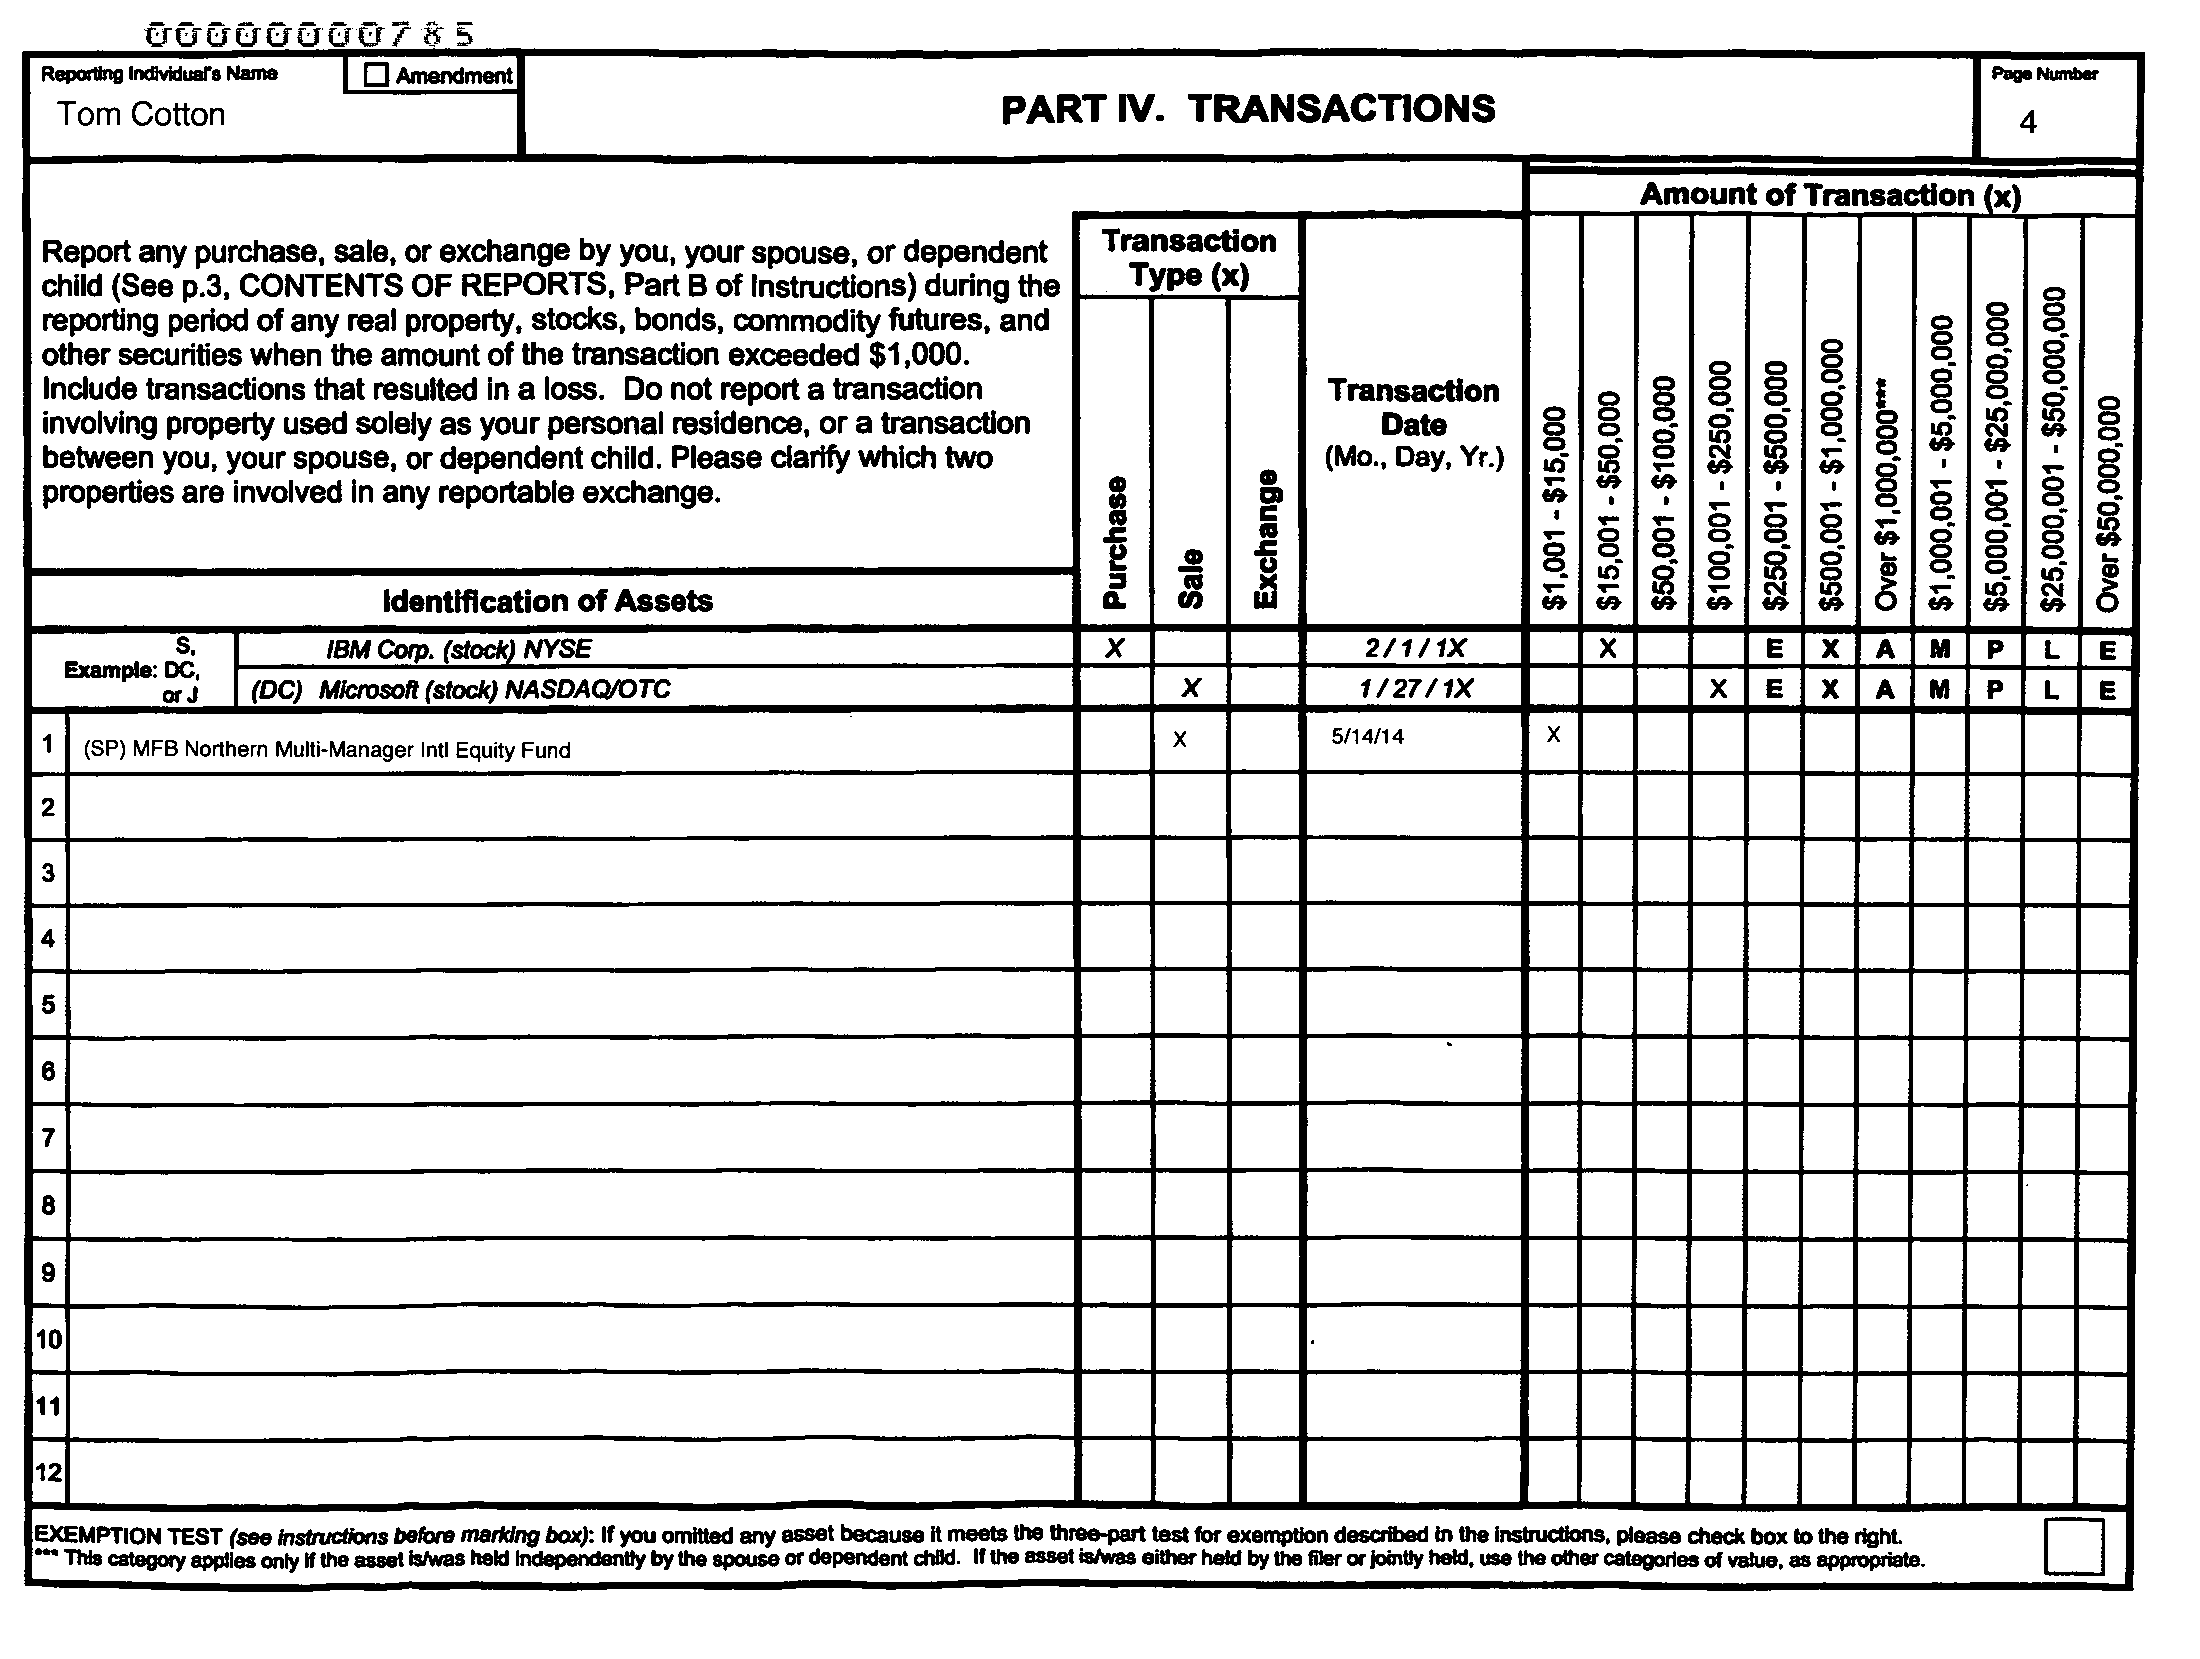 00000000785
Reporting Individual's Name
☐ Amendment
Tom Cotton
PART IV. TRANSACTIONS
Page Number
4
Report any purchase, sale, or exchange by you, your spouse, or dependent
child (See p.3, CONTENTS OF REPORTS, Part B of Instructions) during the
reporting period of any real property, stocks, bonds, commodity futures, and
other securities when the amount of the transaction exceeded $1,000.
Include transactions that resulted in a loss. Do not report a transaction
involving property used solely as your personal residence, or a transaction
between you, your spouse, or dependent child. Please clarify which two
properties are involved in any reportable exchange.
Identification of Assets
Transaction
Type (x)
Purchase
Sale
Exchange
Transaction
Date
(Mo., Day, Yr.)
Amount of Transaction (x)
$1,001 - $15,000
$15,001 - $50,000
$50,001 - $100,000
$100,001 - $250,000
$250,001 - $500,000
$500,001 - $1,000,000
Over $1,000,000***
$1,000,001 - $5,000,000
$5,000,001 - $25,000,000
$25,000,001 - $50,000,000
Over $50,000,000
Example: S, DC, or J
IBM Corp. (stock) NYSE X 2 / 1 / 1X X E X A M P L E
(DC) Microsoft (stock) NASDAQ/OTC X 1 / 27 / 1X X E X A M P L E
1 (SP) MFB Northern Multi-Manager Intl Equity Fund X 5/14/14 X
2
3
4
5
6
7
8
9
10
11
12
EXEMPTION TEST (see instructions before marking box): If you omitted any asset because it meets the three-part test for exemption described in the instructions, please check box to the right.
*** This category applies only if the asset is/was held independently by the spouse or dependent child. If the asset is/was either held by the filer or jointly held, use the other categories of value, as appropriate.